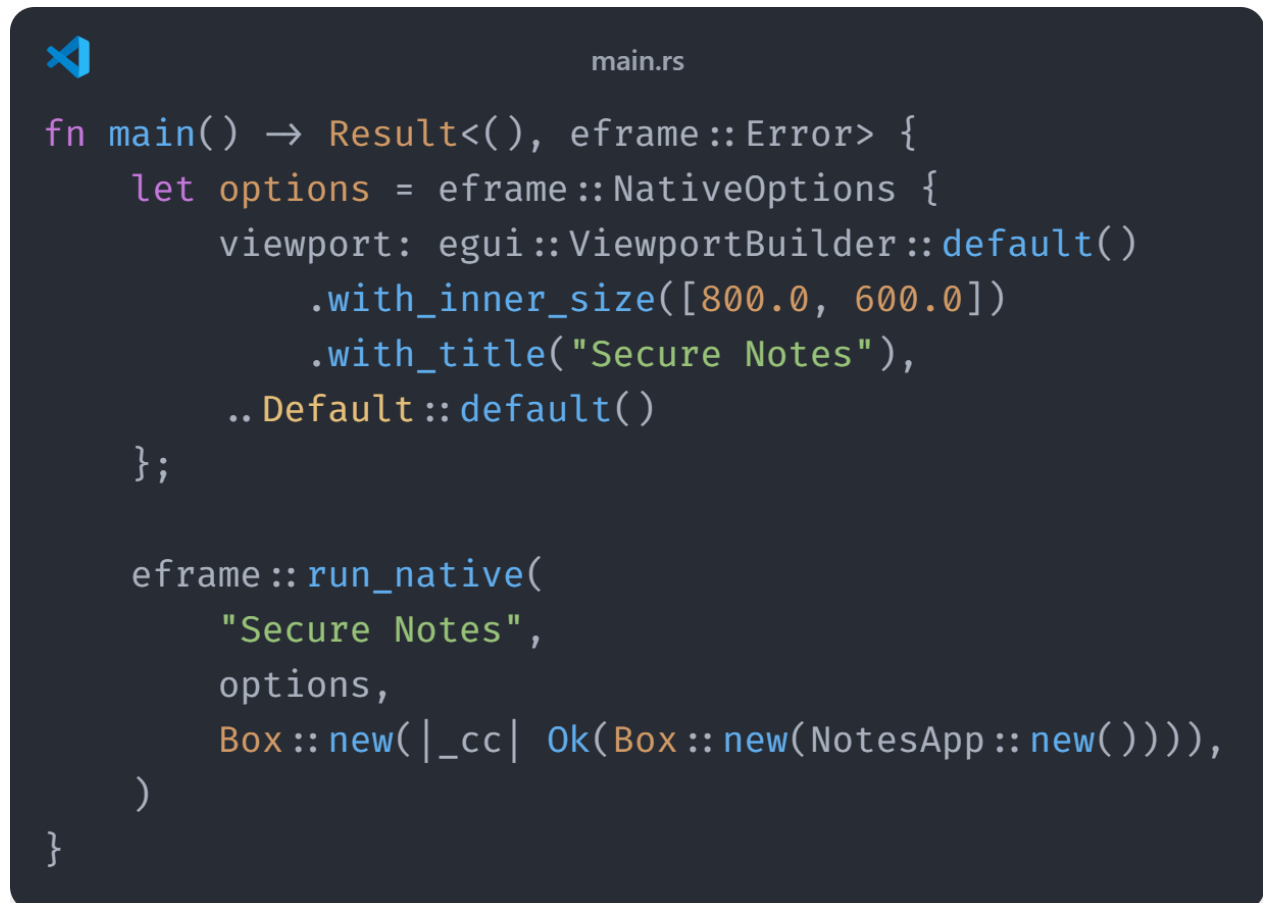 main.rs
fn main() -> Result<(), eframe::Error> {
    let options = eframe::NativeOptions {
        viewport: egui::ViewportBuilder::default()
            .with_inner_size([800.0, 600.0])
            .with_title("Secure Notes"),
        ..Default::default()
    };

    eframe::run_native(
        "Secure Notes",
        options,
        Box::new(|_cc| Ok(Box::new(NotesApp::new()))),
    )
}